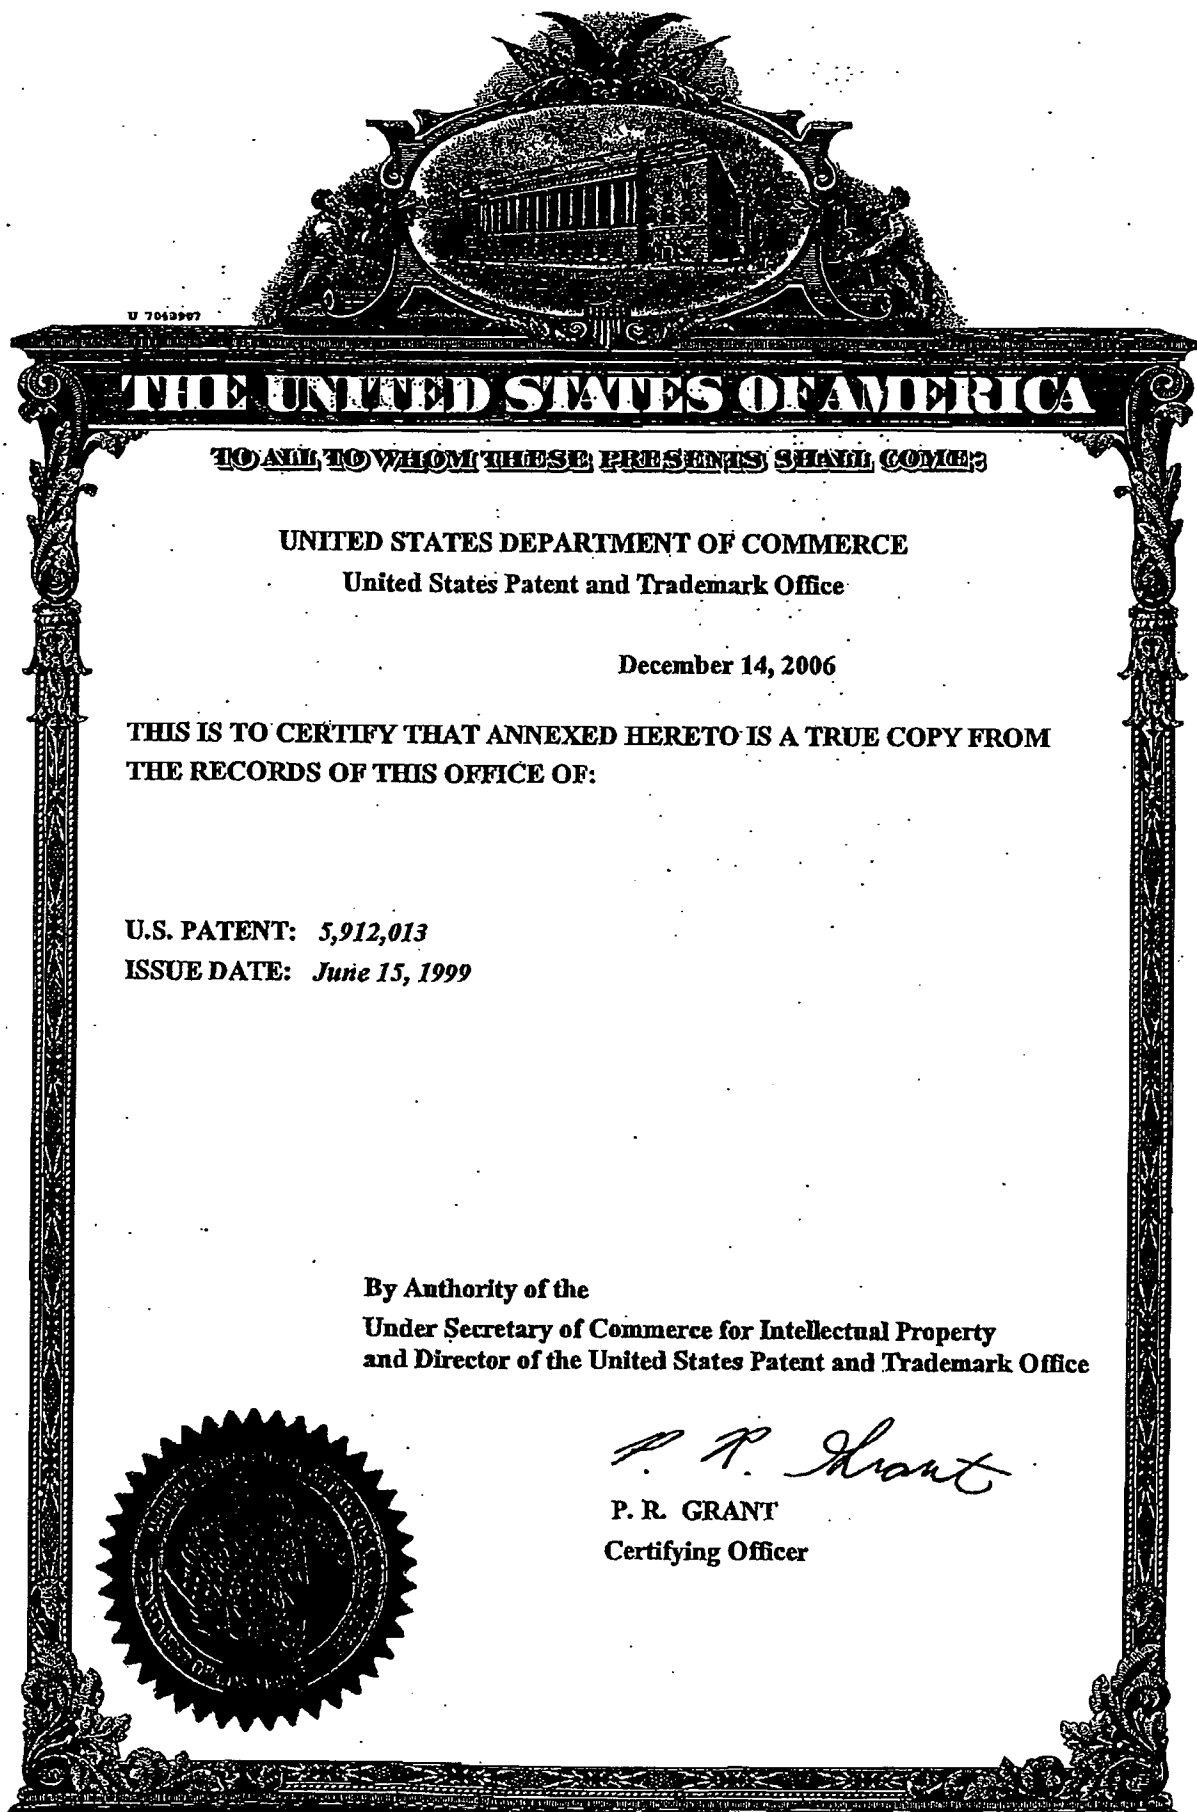 U 7043907
THE UNITED STATES OF AMERICA
TO ALL TO WHOM THESE PRESENTS SHALL COME:
UNITED STATES DEPARTMENT OF COMMERCE
United States Patent and Trademark Office
December 14, 2006
THIS IS TO CERTIFY THAT ANNEXED HERETO IS A TRUE COPY FROM
THE RECORDS OF THIS OFFICE OF:
U.S. PATENT: 5,912,013
ISSUE DATE: June 15, 1999
By Authority of the
Under Secretary of Commerce for Intellectual Property
and Director of the United States Patent and Trademark Office
P. R. Grant
P. R. GRANT
Certifying Officer